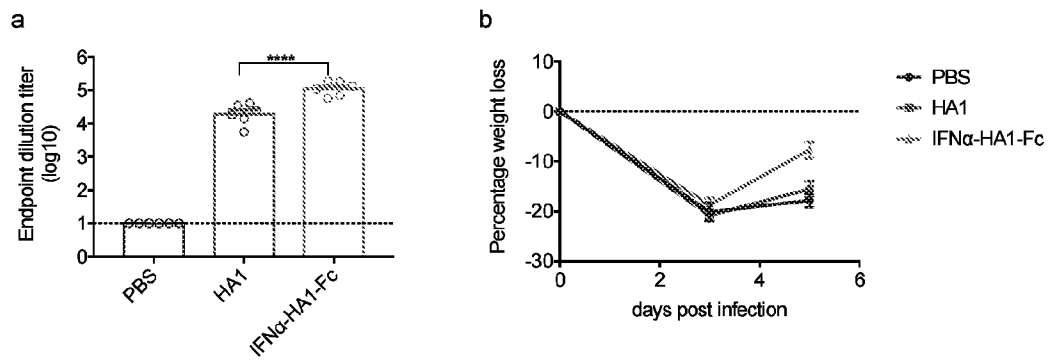 a
Endpoint dilution titer
(log10)
6
5
4
3
2
1
0
****
PBS
HA1
IFNα-HA1-Fc
b
Percentage weight loss
10
0
-10
-20
-30
0
2
4
6
days post infection
PBS
HA1
IFNα-HA1-Fc